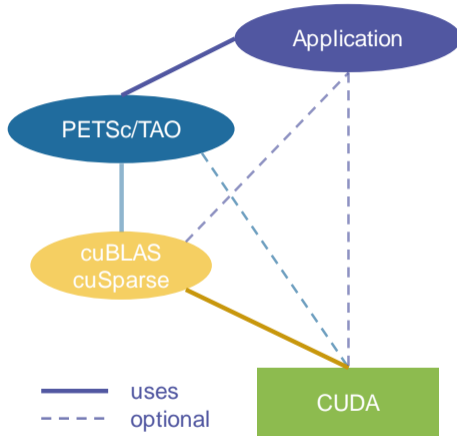 Application
PETSc/TAO
cuBLAS
cuSparse
CUDA
uses
optional